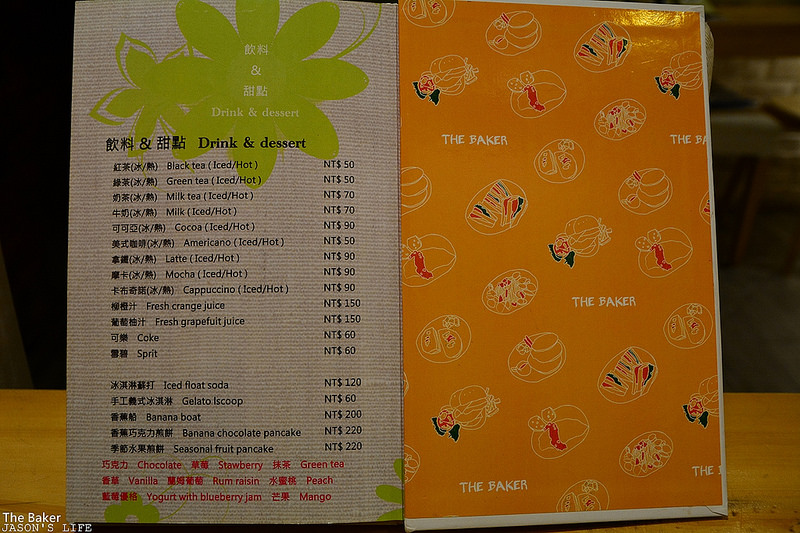 飲料
&
甜點
Drink & dessert
飲料 & 甜點 Drink & dessert
紅茶(冰/熱) Black tea ( Iced/Hot ) NT$ 50
綠茶(冰/熱) Green tea ( Iced/Hot ) NT$ 50
奶茶(冰/熱) Milk tea ( Iced/Hot ) NT$ 70
牛奶(冰/熱) Milk ( Iced/Hot ) NT$ 70
可可亞(冰/熱) Cocoa ( Iced/Hot ) NT$ 90
美式咖啡(冰/熱) Americano ( Iced/Hot ) NT$ 50
拿鐵(冰/熱) Latte ( Iced/Hot ) NT$ 90
摩卡(冰/熱) Mocha ( Iced/Hot ) NT$ 90
卡布奇諾(冰/熱) Cappuccino ( Iced/Hot ) NT$ 90
柳橙汁 Fresh crange juice NT$ 150
葡萄柚汁 Fresh grapefuit juice NT$ 150
可樂 Coke NT$ 60
雪碧 Sprit NT$ 60
冰淇淋蘇打 Iced float soda NT$ 120
手工義式冰淇淋 Gelato lscoop NT$ 60
香蕉船 Banana boat NT$ 200
香蕉巧克力煎餅 Banana chocolate pancake NT$ 220
季節水果煎餅 Seasonal fruit pancake NT$ 220
巧克力 Chocolate 草莓 Stawberry 抹茶 Green tea
香草 Vanilla 蘭姆葡萄 Rum raisin 水蜜桃 Peach
藍莓優格 Yogurt with blueberry jam 芒果 Mango
THE BAKER
THE B
THE BAKER
THE BAKER
THE
The Baker
JASON'S LIFE